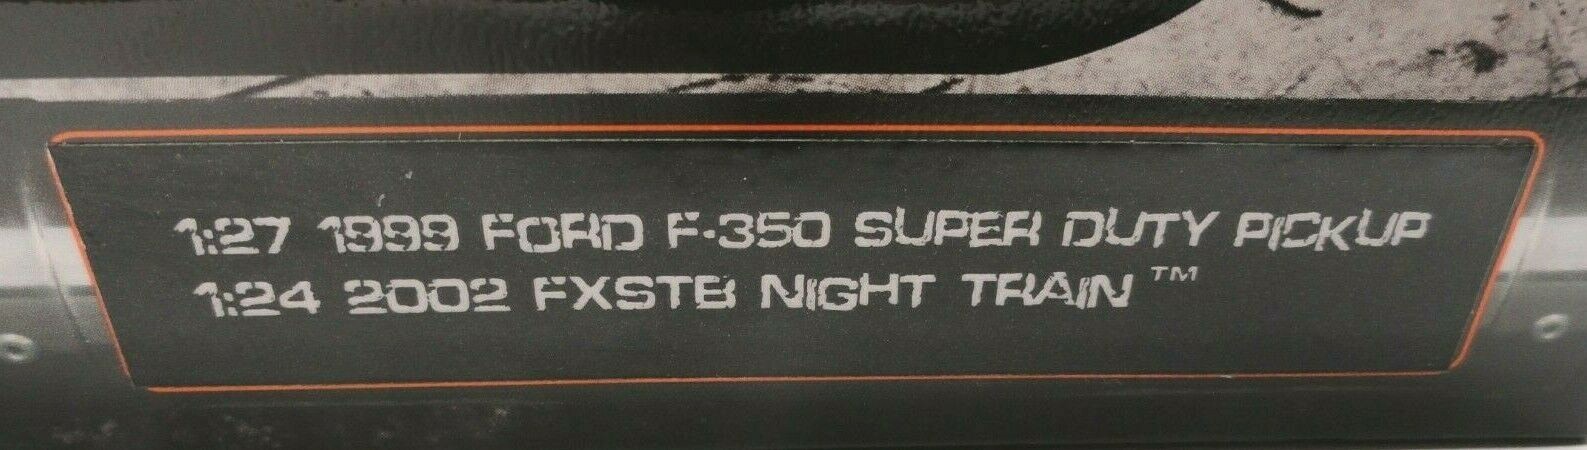 1:27 1999 FORD F-350 SUPER DUTY PICKUP
1:24 2002 FXSTB NIGHT TRAIN™